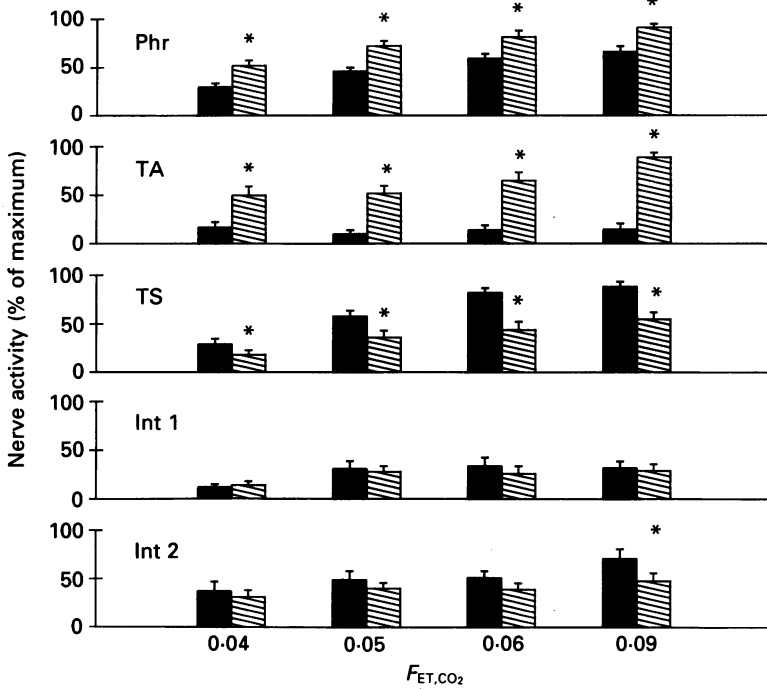 Nerve activity (% of maximum)
100
50
0
Phr
* * * *
100
50
0
TA
* * * *
100
50
0
TS
* * * *
100
50
0
Int 1
100
50
0
Int 2
*
0·04 0·05 0·06 0·09
FET,CO₂